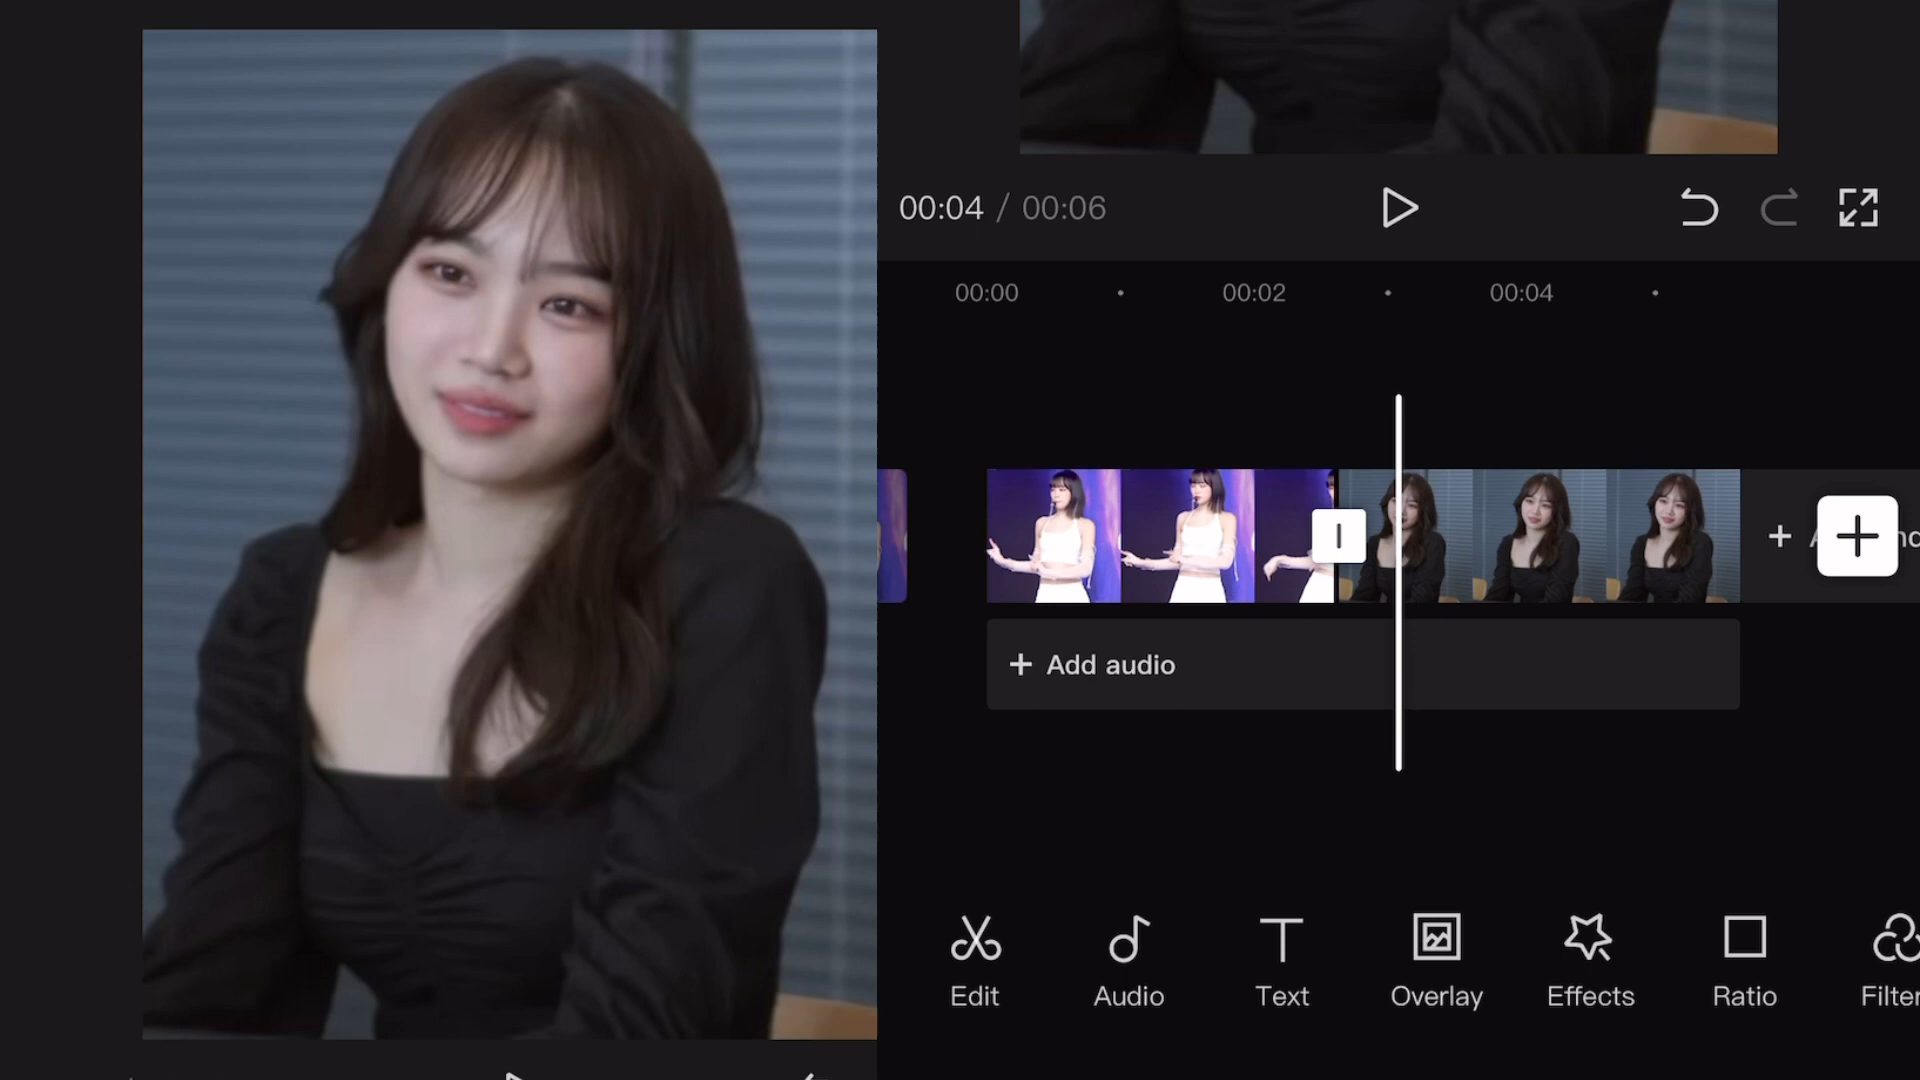 00:04 / 00:06
00:00 00:02 00:04
+ Add audio
Edit Audio Text Overlay Effects Ratio Filter